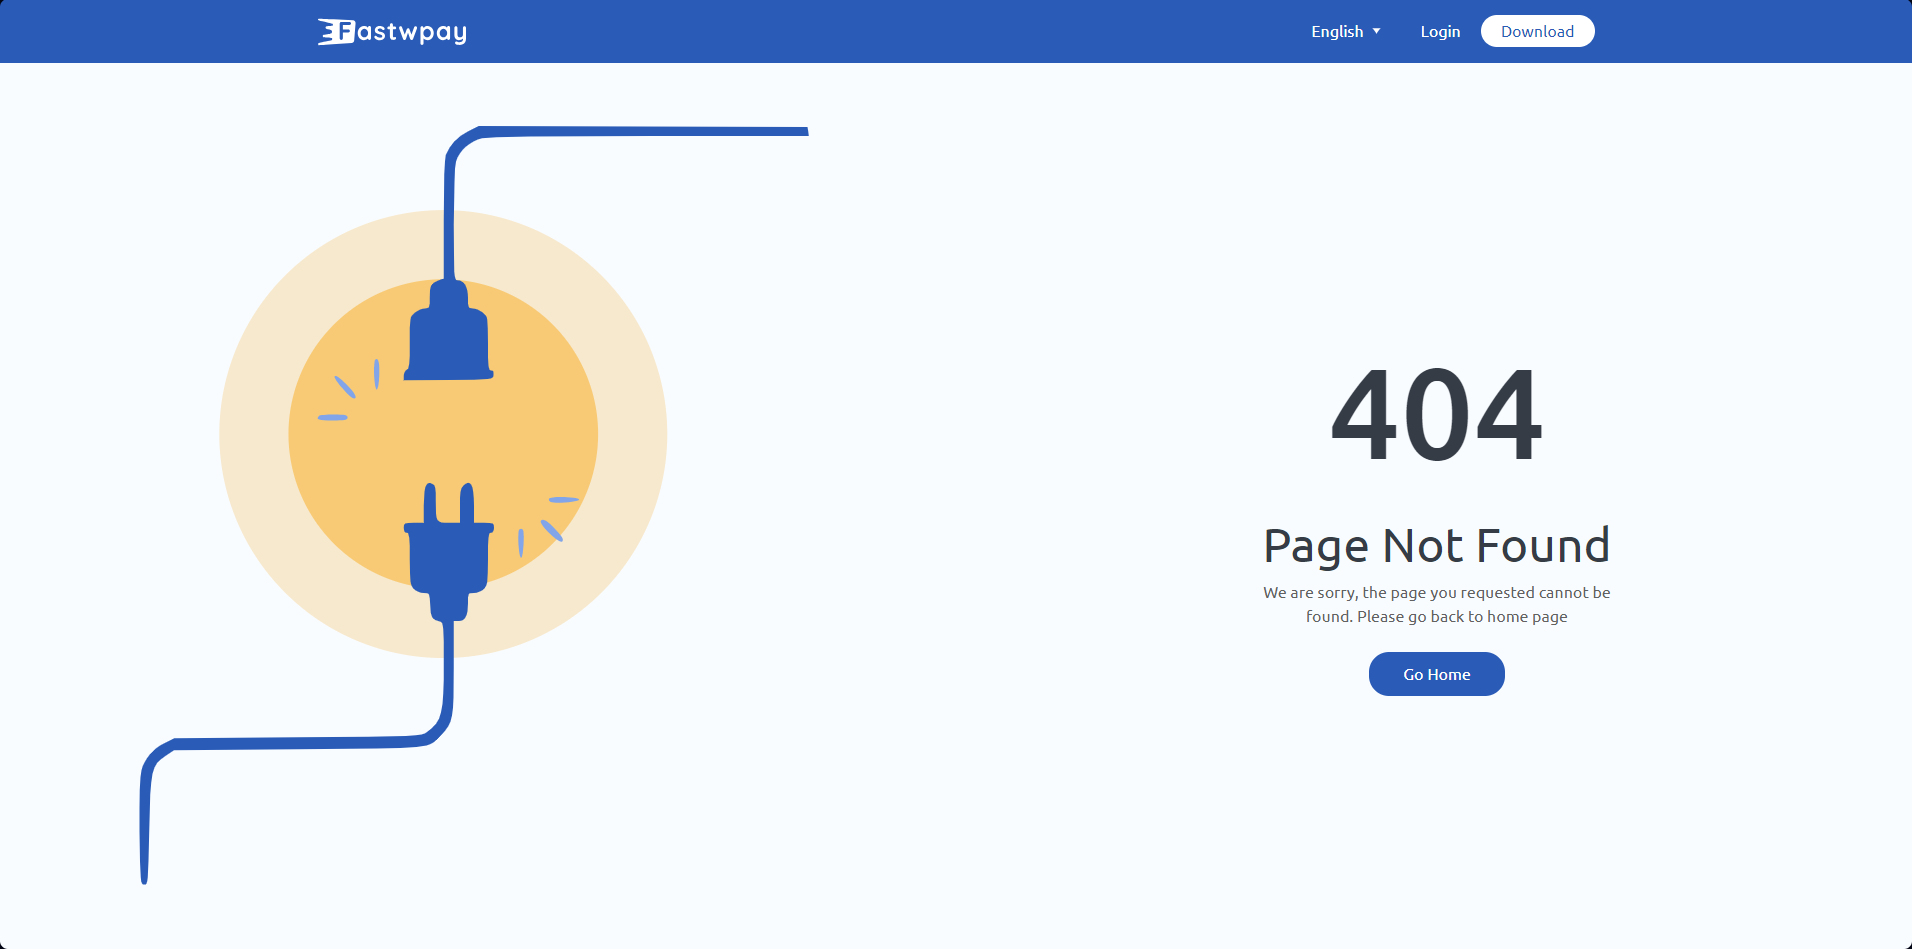 Fastwpay
English
Login
Download
404
Page Not Found
We are sorry, the page you requested cannot be
found. Please go back to home page
Go Home